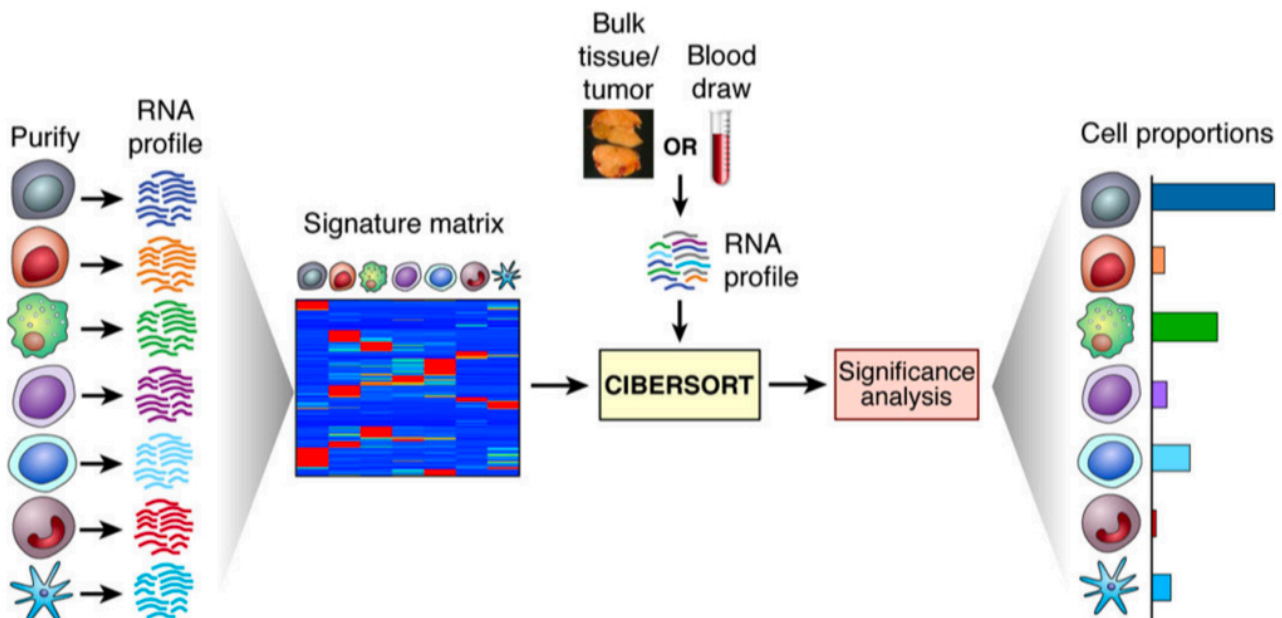 Purify
RNA
profile
Signature matrix
Bulk
tissue/
tumor
OR
Blood
draw
RNA
profile
CIBERSORT
Significance
analysis
Cell proportions